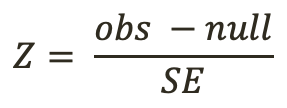 Z = obs − null / SE